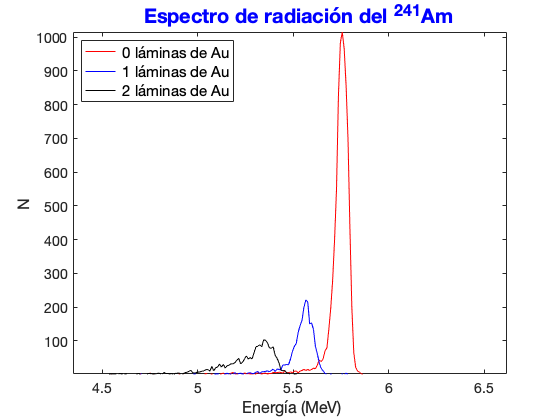 Espectro de radiación del ²⁴¹Am
0 láminas de Au
1 láminas de Au
2 láminas de Au
1000
900
800
700
600
500
400
300
200
100
N
4.5 5 5.5 6 6.5
Energía (MeV)